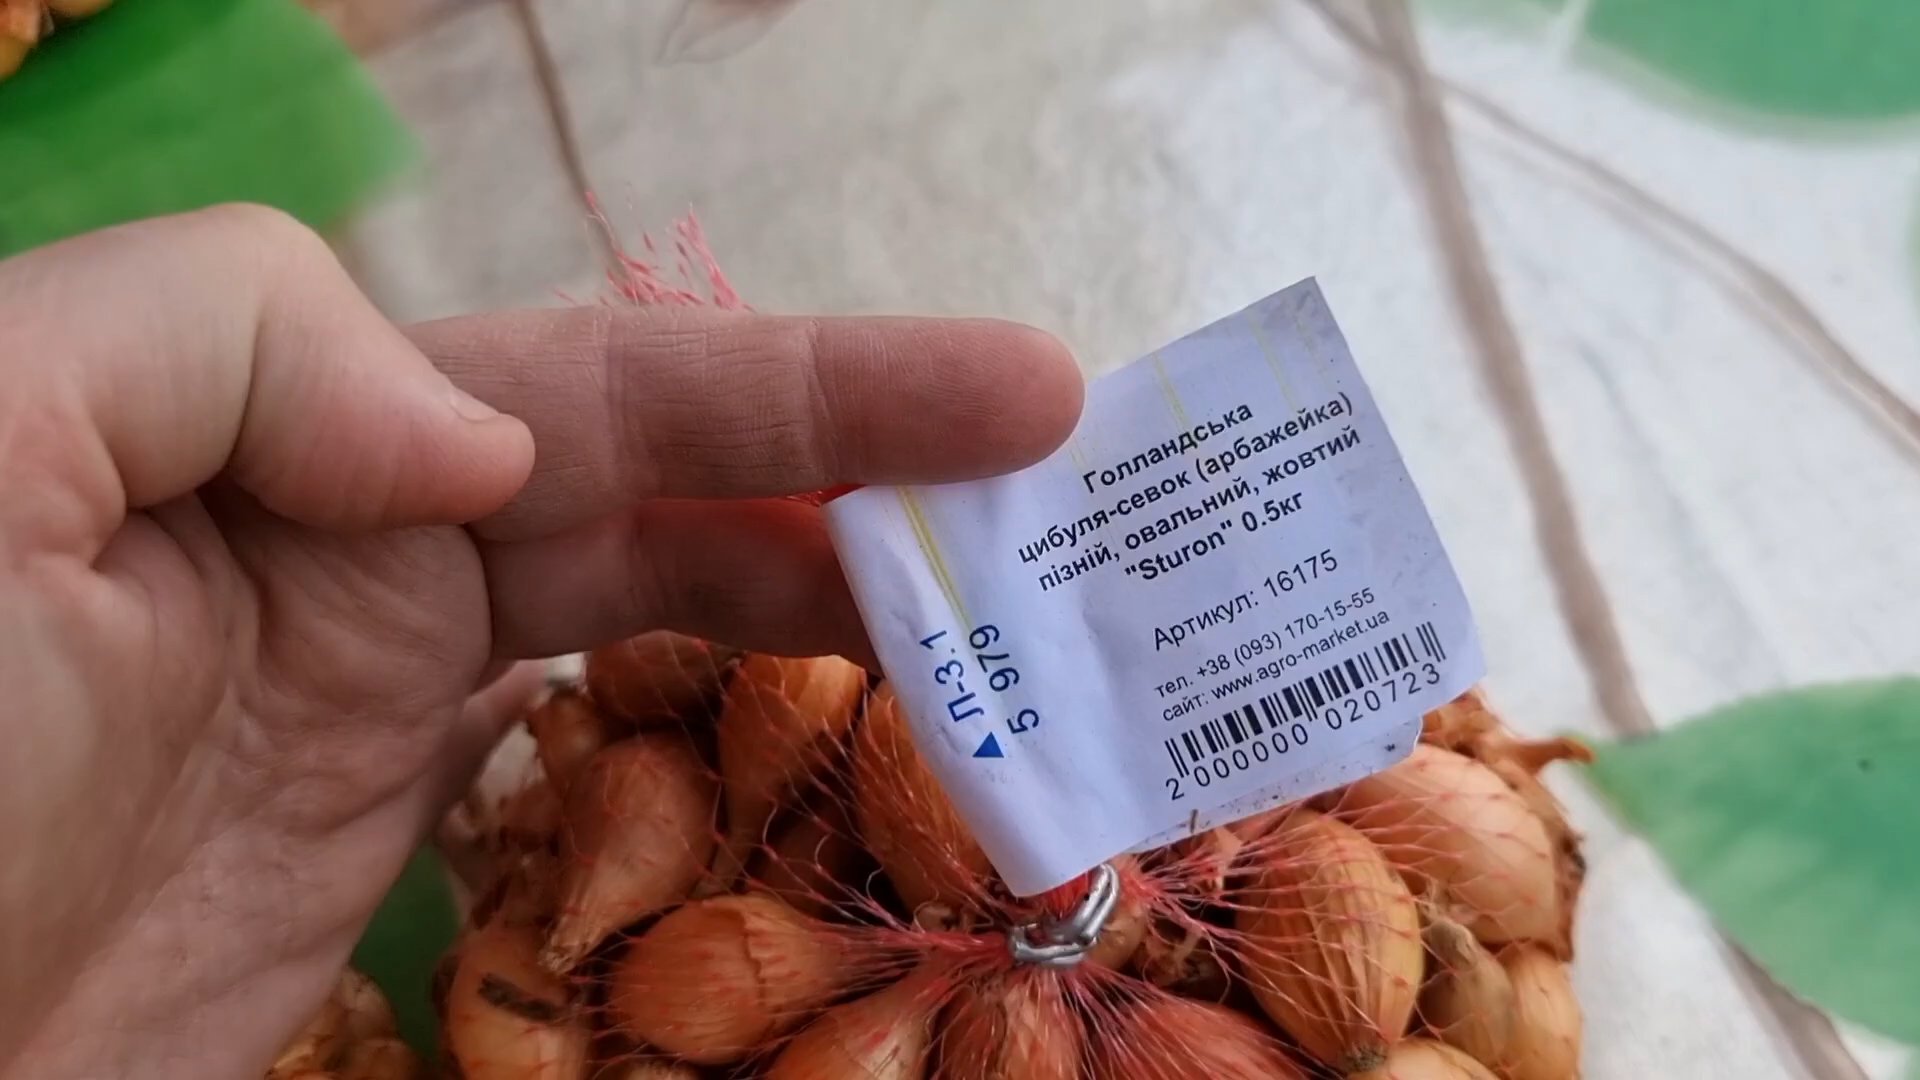 Голландська
цибуля-севок (арбажейка)
пізній, овальний, жовтий
"Sturon" 0.5кг
Артикул: 16175
тел. +38 (093) 170-15-55
сайт: www.agro-market.ua
2 000000 020723
▲ Л-3.1
5 979